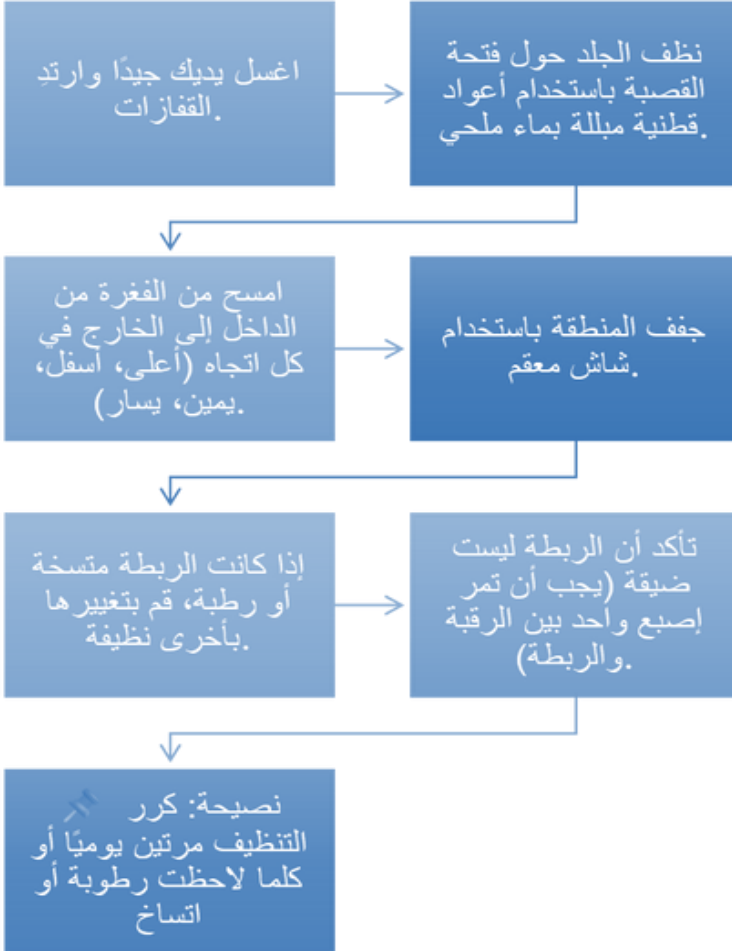 اغسل يديك جيدًا وارتدِ
القفازات.
نظف الجلد حول فتحة
القصبة باستخدام أعواد
قطنية مبللة بماء ملحي.
امسح من الفغرة من
الداخل إلى الخارج في
كل اتجاه (أعلى، أسفل،
يمين، يسار).
جفف المنطقة باستخدام
شاش معقم.
إذا كانت الربطة متسخة
أو رطبة، قم بتغييرها
بأخرى نظيفة.
تأكد أن الربطة ليست
ضيقة (يجب أن تمر
إصبع واحد بين الرقبة
والربطة).
📌 نصيحة: كرر
التنظيف مرتين يوميًا أو
كلما لاحظت رطوبة أو
اتساخ